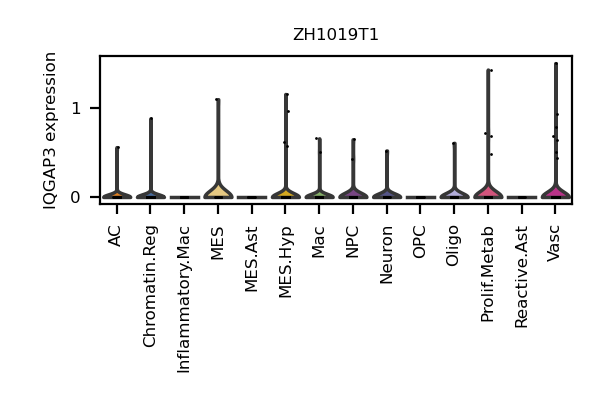 ZH1019T1
IQGAP3 expression
1
0
AC
Chromatin.Reg
Inflammatory.Mac
MES
MES.Ast
MES.Hyp
Mac
NPC
Neuron
OPC
Oligo
Prolif.Metab
Reactive.Ast
Vasc